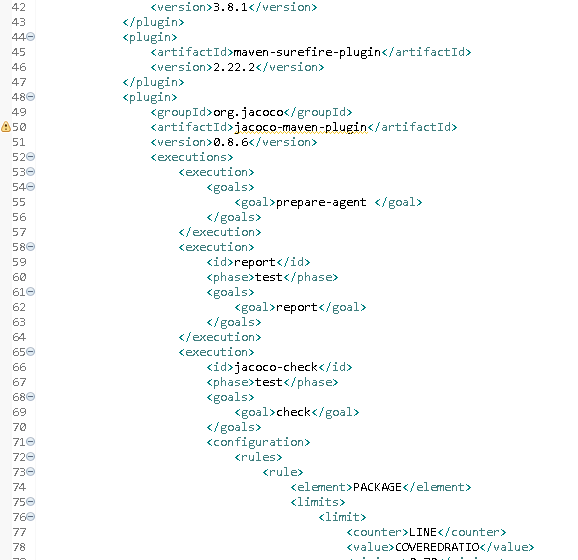 42 <version>3.8.1</version>
43 </plugin>
44 <plugin>
45 <artifactId>maven-surefire-plugin</artifactId>
46 <version>2.22.2</version>
47 </plugin>
48 <plugin>
49 <groupId>org.jacoco</groupId>
50 <artifactId>jacoco-maven-plugin</artifactId>
51 <version>0.8.6</version>
52 <executions>
53 <execution>
54 <goals>
55 <goal>prepare-agent </goal>
56 </goals>
57 </execution>
58 <execution>
59 <id>report</id>
60 <phase>test</phase>
61 <goals>
62 <goal>report</goal>
63 </goals>
64 </execution>
65 <execution>
66 <id>jacoco-check</id>
67 <phase>test</phase>
68 <goals>
69 <goal>check</goal>
70 </goals>
71 <configuration>
72 <rules>
73 <rule>
74 <element>PACKAGE</element>
75 <limits>
76 <limit>
77 <counter>LINE</counter>
78 <value>COVEREDRATIO</value>